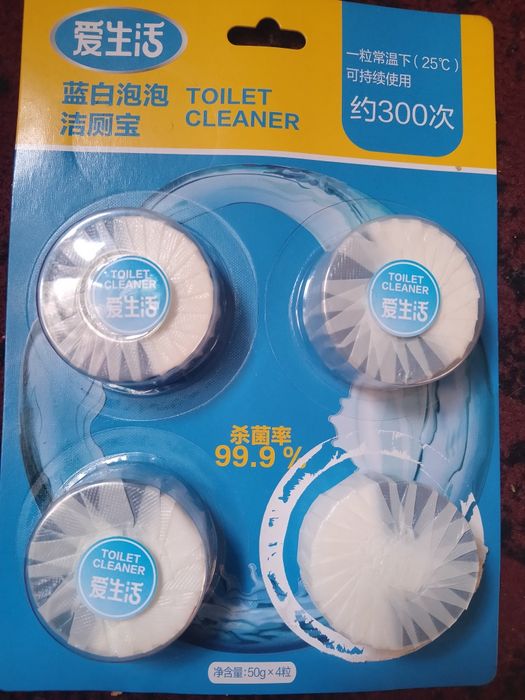 爱生活
蓝白泡泡
洁厕宝
TOILET
CLEANER
一粒常温下（25℃）
可持续使用
约300次
TOILET
CLEANER
爱生活
TOILET
CLEANER
爱生活
杀菌率
99.9%
TOILET
CLEANER
爱生活
净含量:50g×4粒